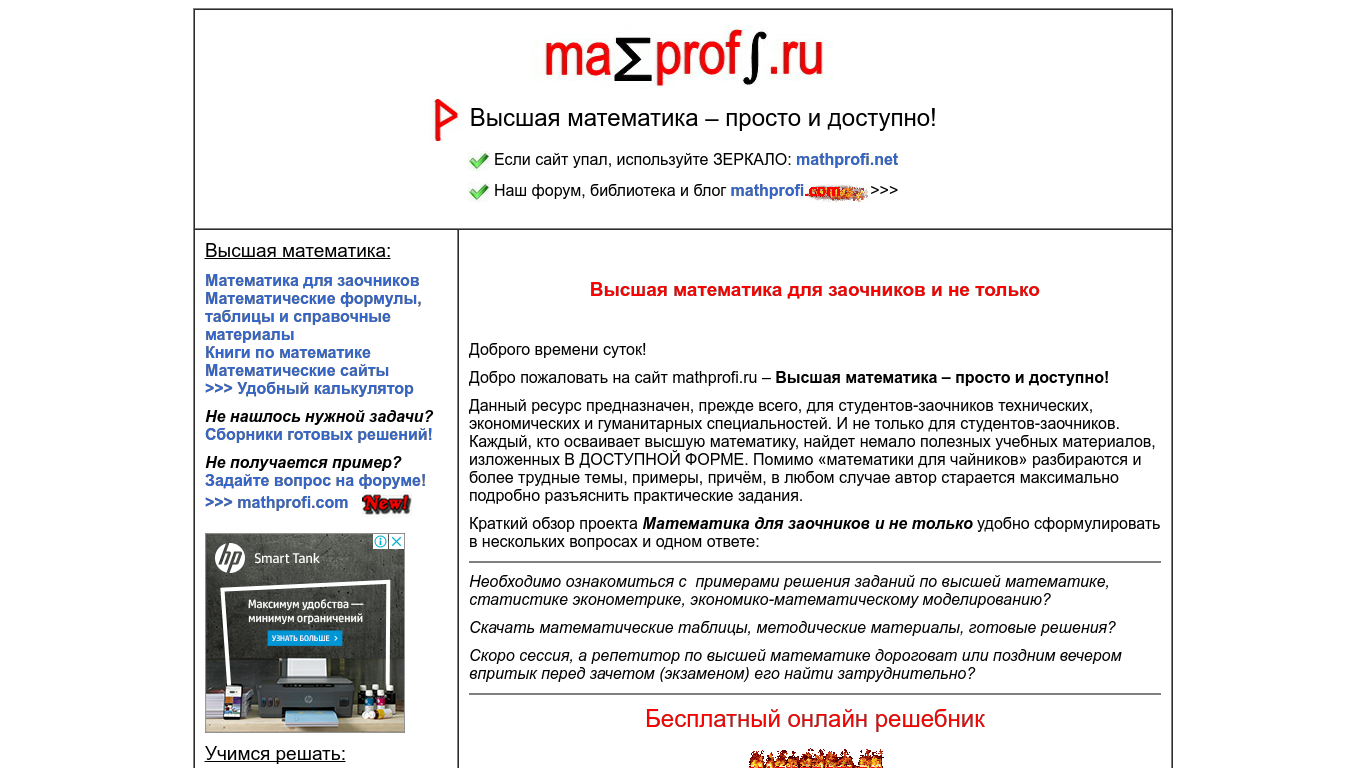 ma∑prof∫.ru
Высшая математика – просто и доступно!
Если сайт упал, используйте ЗЕРКАЛО: mathprofi.net
Наш форум, библиотека и блог mathprofi.com >>>
Высшая математика:
Математика для заочников
Математические формулы,
таблицы и справочные
материалы
Книги по математике
Математические сайты
>>> Удобный калькулятор
Не нашлось нужной задачи?
Сборники готовых решений!
Не получается пример?
Задайте вопрос на форуме!
>>> mathprofi.com New!
hp Smart Tank
Максимум удобства —
минимум ограничений
УЗНАТЬ БОЛЬШЕ >
Учимся решать:
Высшая математика для заочников и не только
Доброго времени суток!
Добро пожаловать на сайт mathprofi.ru – Высшая математика – просто и доступно!
Данный ресурс предназначен, прежде всего, для студентов-заочников технических,
экономических и гуманитарных специальностей. И не только для студентов-заочников.
Каждый, кто осваивает высшую математику, найдет немало полезных учебных материалов,
изложенных В ДОСТУПНОЙ ФОРМЕ. Помимо «математики для чайников» разбираются и
более трудные темы, примеры, причём, в любом случае автор старается максимально
подробно разъяснить практические задания.
Краткий обзор проекта Математика для заочников и не только удобно сформулировать
в нескольких вопросах и одном ответе:
Необходимо ознакомиться с  примерами решения заданий по высшей математике,
статистике эконометрике, экономико-математическому моделированию?
Скачать математические таблицы, методические материалы, готовые решения?
Скоро сессия, а репетитор по высшей математике дороговат или поздним вечером
впритык перед зачетом (экзаменом) его найти затруднительно?
Бесплатный онлайн решебник